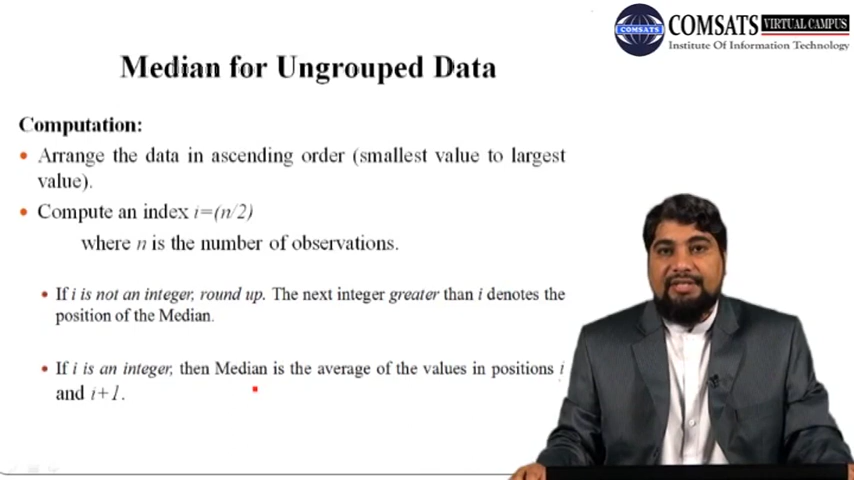 COMSATS
COMSATS VIRTUAL CAMPUS
Institute Of Information Technology
Median for Ungrouped Data
Computation:
• Arrange the data in ascending order (smallest value to largest
value).
• Compute an index i=(n/2)
where n is the number of observations.
• If i is not an integer, round up. The next integer greater than i denotes the
position of the Median.
• If i is an integer, then Median is the average of the values in positions i
and i+1.